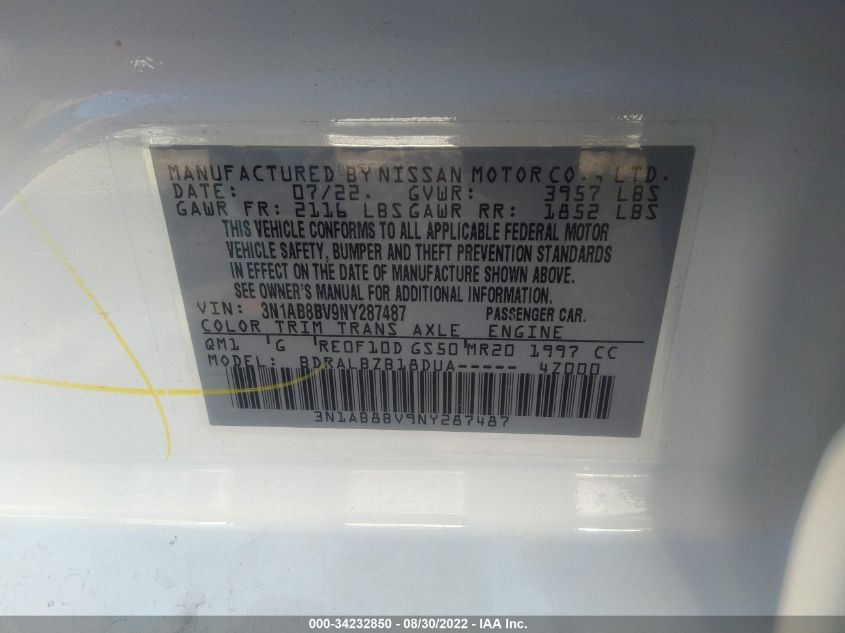 MANUFACTURED BY NISSAN MOTOR CO., LTD.
DATE: 07/22. GVWR: 3957 LBS
GAWR FR: 2116 LBS GAWR RR: 1852 LBS
THIS VEHICLE CONFORMS TO ALL APPLICABLE FEDERAL MOTOR
VEHICLE SAFETY, BUMPER AND THEFT PREVENTION STANDARDS
IN EFFECT ON THE DATE OF MANUFACTURE SHOWN ABOVE.
SEE OWNER'S MANUAL FOR ADDITIONAL INFORMATION.
VIN: 3N1AB8BV9NY287487 PASSENGER CAR.
COLOR TRIM TRANS AXLE ENGINE
QM1 G RE0F10D GS50 MR20 1997 CC
MODEL: BDRALBZB18DUA----- 4Z000
3N1AB8BV9NY287487
000-34232850 - 08/30/2022 - IAA Inc.